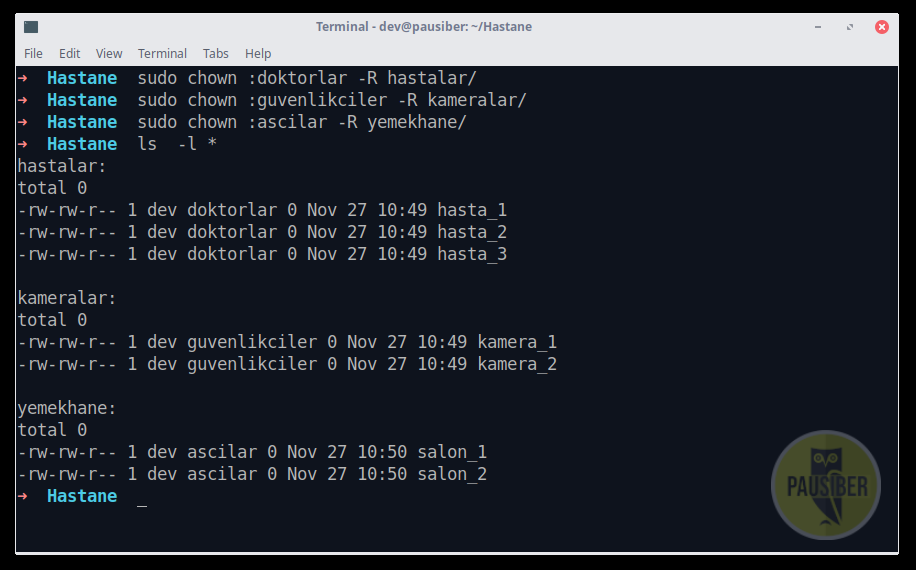 Terminal - dev@pausiber: ~/Hastane
File Edit View Terminal Tabs Help
➜ Hastane sudo chown :doktorlar -R hastalar/
➜ Hastane sudo chown :guvenlikciler -R kameralar/
➜ Hastane sudo chown :ascilar -R yemekhane/
➜ Hastane ls  -l *
hastalar:
total 0
-rw-rw-r-- 1 dev doktorlar 0 Nov 27 10:49 hasta_1
-rw-rw-r-- 1 dev doktorlar 0 Nov 27 10:49 hasta_2
-rw-rw-r-- 1 dev doktorlar 0 Nov 27 10:49 hasta_3

kameralar:
total 0
-rw-rw-r-- 1 dev guvenlikciler 0 Nov 27 10:49 kamera_1
-rw-rw-r-- 1 dev guvenlikciler 0 Nov 27 10:49 kamera_2

yemekhane:
total 0
-rw-rw-r-- 1 dev ascilar 0 Nov 27 10:50 salon_1
-rw-rw-r-- 1 dev ascilar 0 Nov 27 10:50 salon_2
➜ Hastane _
PAUSIBER